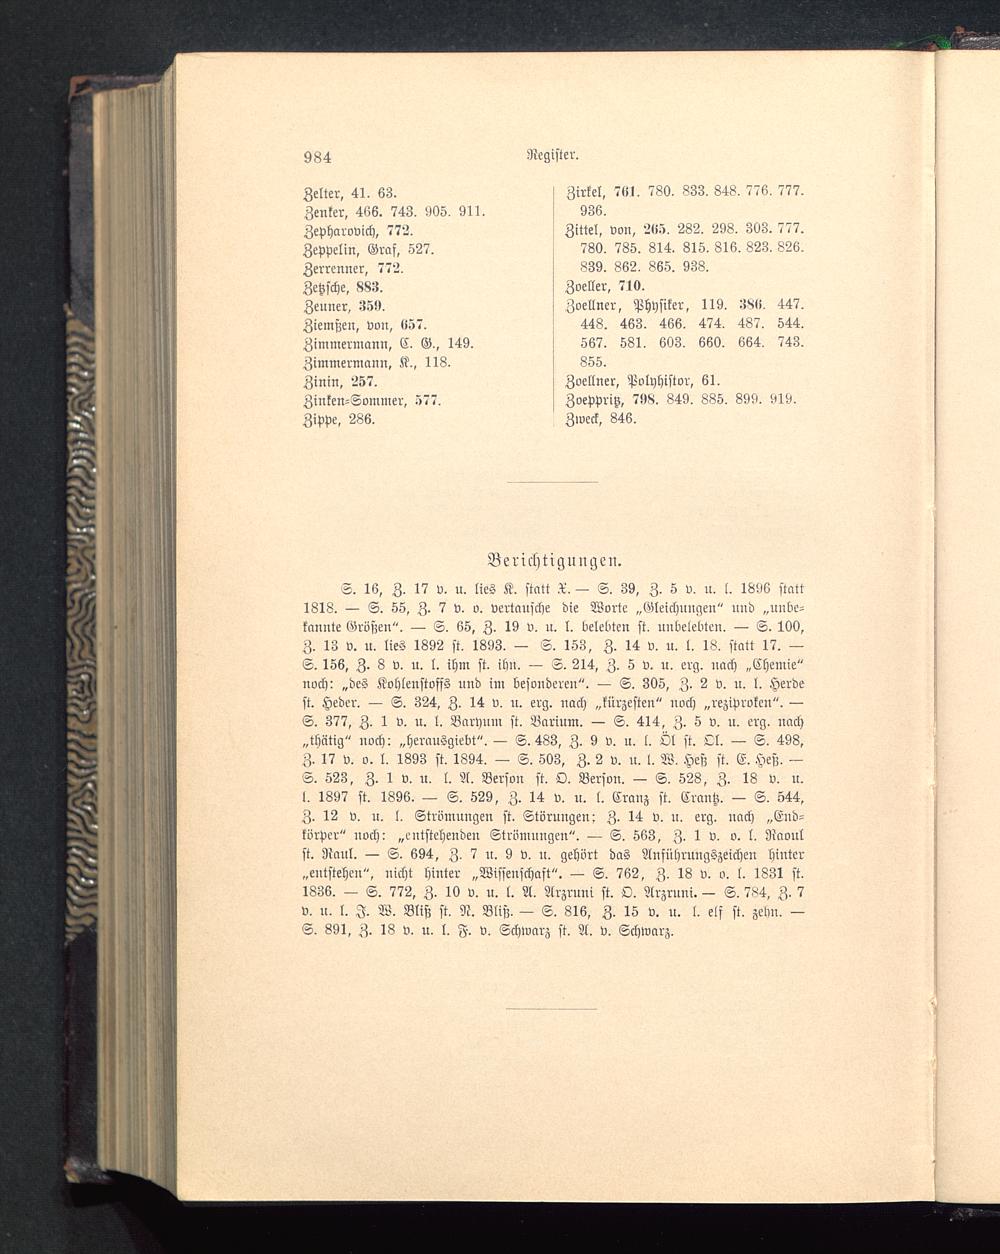 984
Register.
Zelter, 41. 63.
Zenker, 466. 743. 905. 911.
Zepharovich, 772.
Zeppelin, Graf, 527.
Zerrenner, 772.
Zetzsche, 883.
Zeuner, 359.
Ziemßen, von, 657.
Zimmermann, C. G., 149.
Zimmermann, K., 118.
Zinin, 257.
Zinken-Sommer, 577.
Zippe, 286.
Zirkel, 761. 780. 833. 848. 776. 777.
936.
Zittel, von, 265. 282. 298. 303. 777.
780. 785. 814. 815. 816. 823. 826.
839. 862. 865. 938.
Zoeller, 710.
Zoellner, Physiker, 119. 386. 447.
448. 463. 466. 474. 487. 544.
567. 581. 603. 660. 664. 743.
855.
Zoellner, Polyhistor, 61.
Zoeppritz, 798. 849. 885. 899. 919.
Zweck, 846.
Berichtigungen.
S. 16, Z. 17 v. u. lies K. statt X. — S. 39, Z. 5 v. u. l. 1896 statt
1818. — S. 55, Z. 7 v. o. vertausche die Worte „Gleichungen“ und „unbe-
kannte Größen“. — S. 65, Z. 19 v. u. l. belebten st. unbelebten. — S. 100,
Z. 13 v. u. lies 1892 st. 1893. — S. 153, Z. 14 v. u. l. 18. statt 17. —
S. 156, Z. 8 v. u. l. ihm st. ihn. — S. 214, Z. 5 v. u. erg. nach „Chemie“
noch: „des Kohlenstoffs und im besonderen“. — S. 305, Z. 2 v. u. l. Herde
st. Heder. — S. 324, Z. 14 v. u. erg. nach „kürzesten“ noch „reziproken“. —
S. 377, Z. 1 v. u. l. Baryum st. Barium. — S. 414, Z. 5 v. u. erg. nach
„thätig“ noch: „herausgiebt“. — S. 483, Z. 9 v. u. l. Öl st. Ol. — S. 498,
Z. 17 v. o. l. 1893 st. 1894. — S. 503, Z. 2 v. u. l. W. Heß st. E. Heß. —
S. 523, Z. 1 v. u. l. A. Berson st. O. Berson. — S. 528, Z. 18 v. u.
l. 1897 st. 1896. — S. 529, Z. 14 v. u. l. Cranz st. Crantz. — S. 544,
Z. 12 v. u. l. Strömungen st. Störungen; Z. 14 v. u. erg. nach „End-
körper“ noch: „entstehenden Strömungen“. — S. 563, Z. 1 v. o. l. Raoul
st. Raul. — S. 694, Z. 7 u. 9 v. u. gehört das Anführungszeichen hinter
„entstehen“, nicht hinter „Wissenschaft“. — S. 762, Z. 18 v. o. l. 1831 st.
1836. — S. 772, Z. 10 v. u. l. A. Arzruni st. O. Arzruni. — S. 784, Z. 7
v. u. l. J. W. Bliß st. N. Bliß. — S. 816, Z. 15 v. u. l. elf st. zehn. —
S. 891, Z. 18 v. u. l. F. v. Schwarz st. A. v. Schwarz.